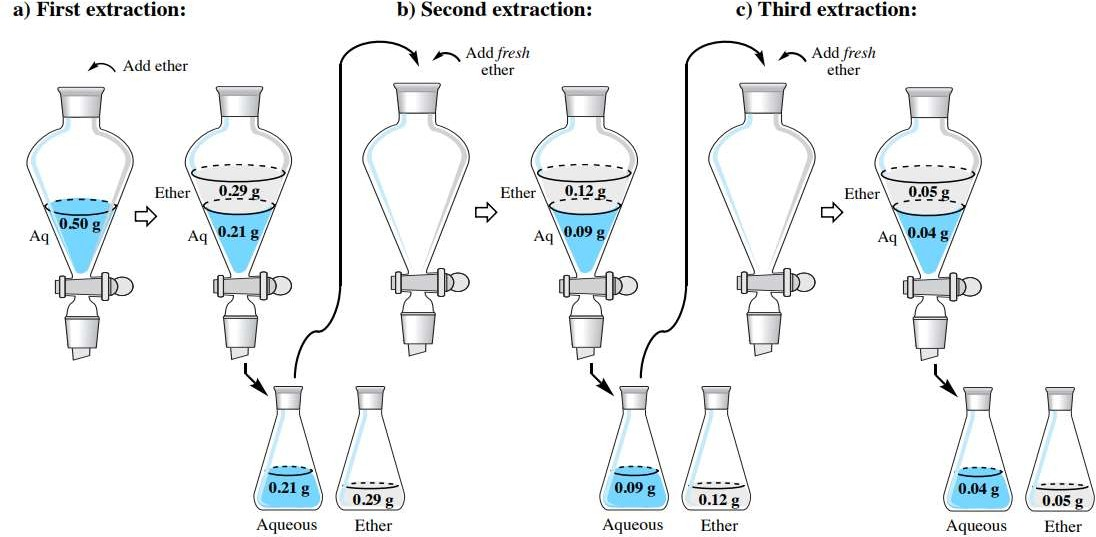 a) First extraction:
Add ether
0.50 g
Aq
Ether
0.29 g
Aq
0.21 g
0.21 g
Aqueous
0.29 g
Ether
b) Second extraction:
Add fresh
ether
Ether
0.12 g
Aq
0.09 g
0.09 g
Aqueous
0.12 g
Ether
c) Third extraction:
Add fresh
ether
Ether
0.05 g
Aq
0.04 g
0.04 g
Aqueous
0.05 g
Ether